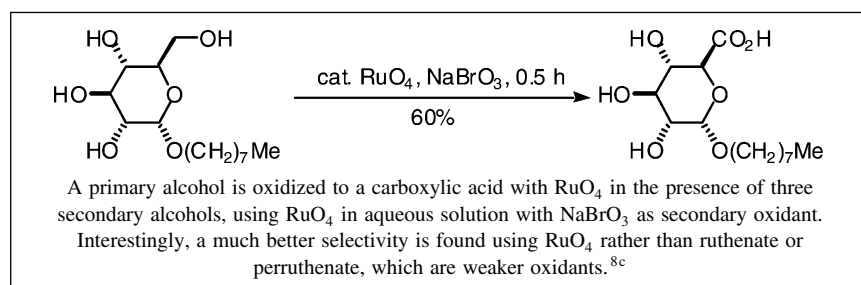 HO OH
HO O
HO O(CH₂)₇Me
cat. RuO₄, NaBrO₃, 0.5 h
60%
HO CO₂H
HO O
HO O(CH₂)₇Me
A primary alcohol is oxidized to a carboxylic acid with RuO₄ in the presence of three
secondary alcohols, using RuO₄ in aqueous solution with NaBrO₃ as secondary oxidant.
Interestingly, a much better selectivity is found using RuO₄ rather than ruthenate or
perruthenate, which are weaker oxidants.⁸ᶜ